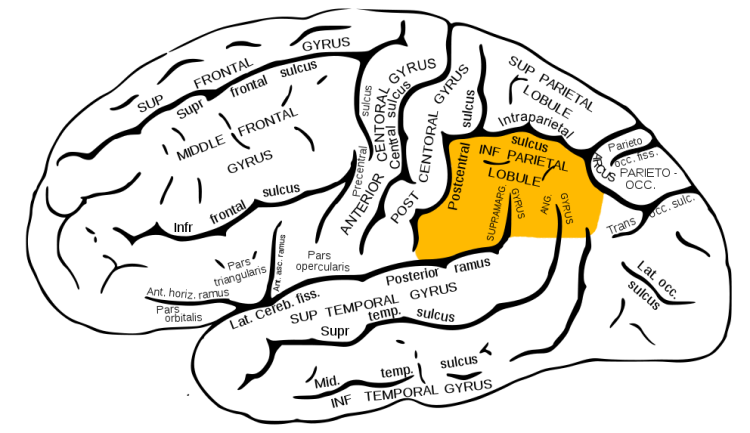 SUP FRONTAL GYRUS
Supr frontal sulcus
MIDDLE FRONTAL
GYRUS
Infr frontal sulcus
Precentral sulcus
ANTERIOR CENTORAL GYRUS
Central sulcus
POST CENTORAL GYRUS
Postcentral sulcus
SUP PARIETAL
LOBULE
Intraparietal
sulcus
INF PARIETAL
LOBULE
SUPRAMARG.
GYRUS
ANG.
GYRUS
ARCUS
Parieto
occ. fiss.
PARIETO -
OCC.
Trans occ. sulc.
Lat. occ.
sulcus
Pars
triangularis
Ant. asc. ramus
Pars
opercularis
Ant. horiz. ramus
Pars
orbitalis
Lat. Cereb. fiss.
Posterior ramus
SUP TEMPORAL GYRUS
Supr temp. sulcus
Mid. temp. sulcus
INF TEMPORAL GYRUS